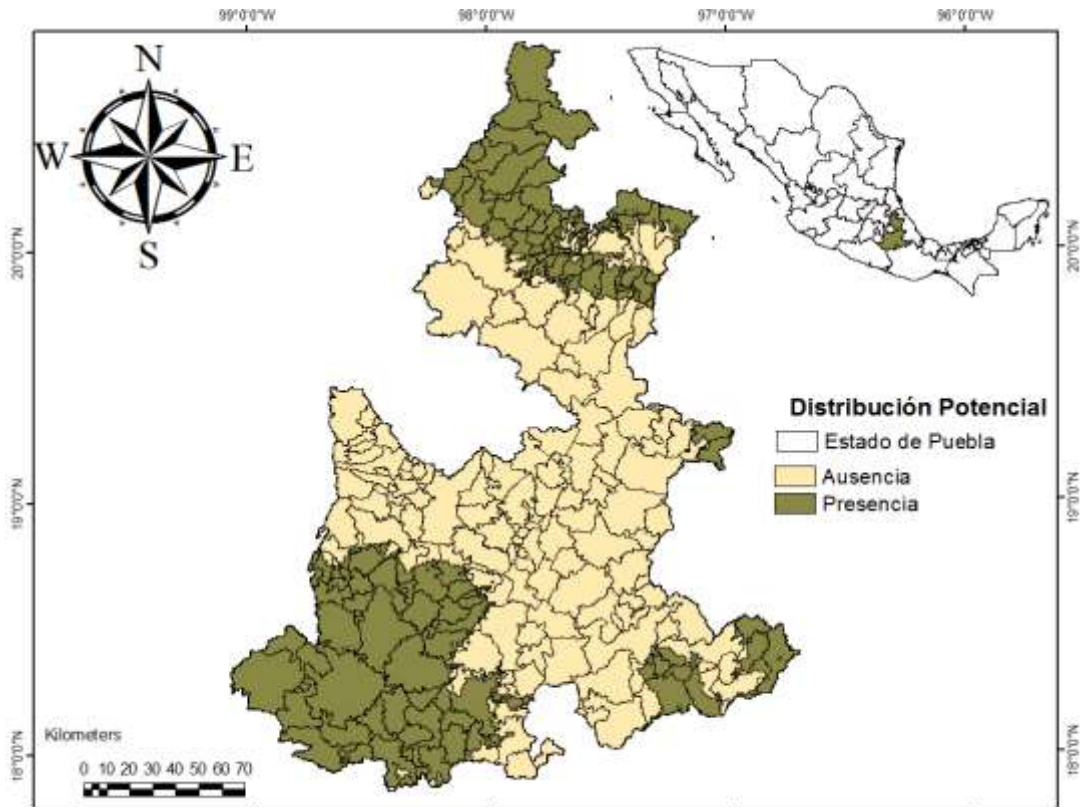 99°0'0"W 98°0'0"W 97°0'0"W 96°0'0"W
N
W E
S
20°0'0"N 20°0'0"N
Distribución Potencial
Estado de Puebla
Ausencia
Presencia
19°0'0"N 19°0'0"N
Kilometers
0 5 10 20 30 40 50 60 70
18°0'0"N 18°0'0"N